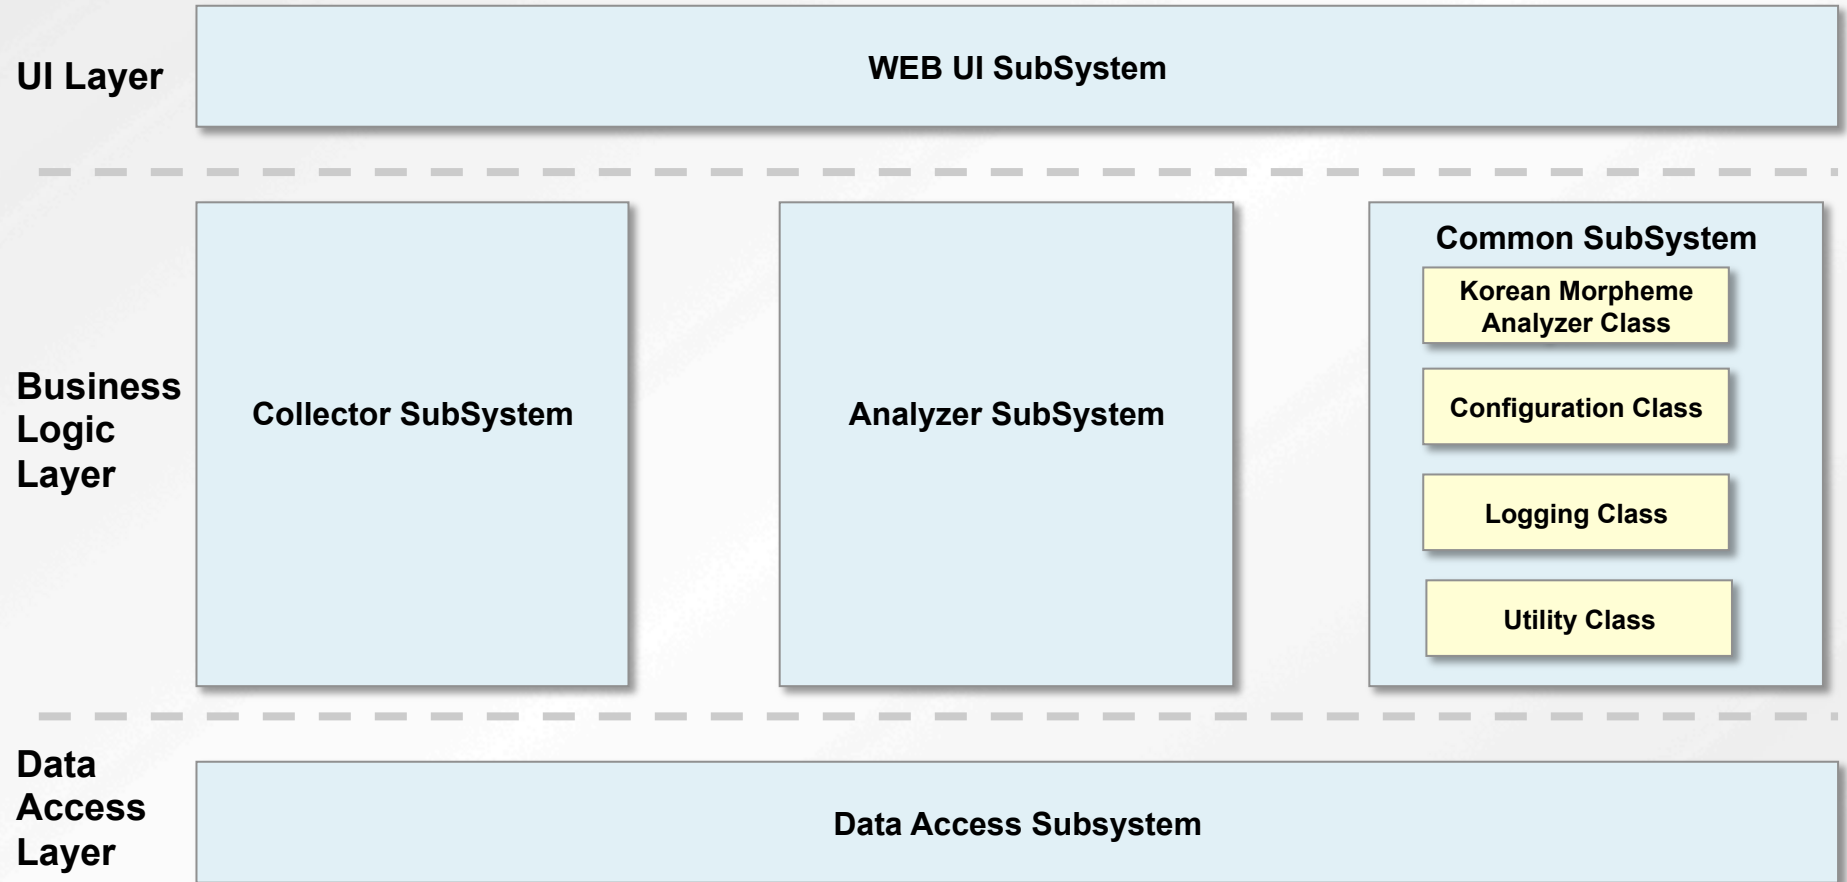 UI Layer
WEB UI SubSystem
Business
Logic
Layer
Collector SubSystem
Analyzer SubSystem
Common SubSystem
Korean Morpheme
Analyzer Class
Configuration Class
Logging Class
Utility Class
Data
Access
Layer
Data Access Subsystem